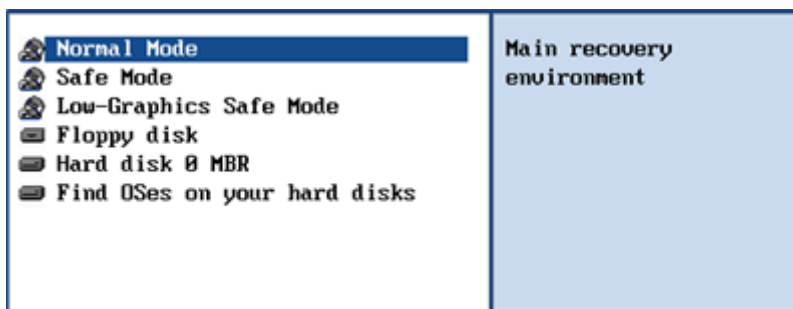 Normal Mode
Safe Mode
Low-Graphics Safe Mode
Floppy disk
Hard disk 0 MBR
Find OSes on your hard disks
Main recovery
environment